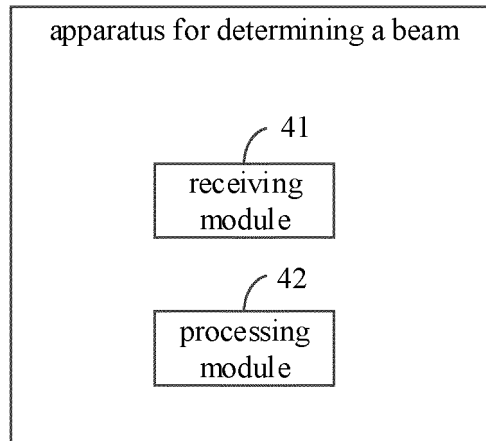 apparatus for determining a beam
41
receiving
module
42
processing
module